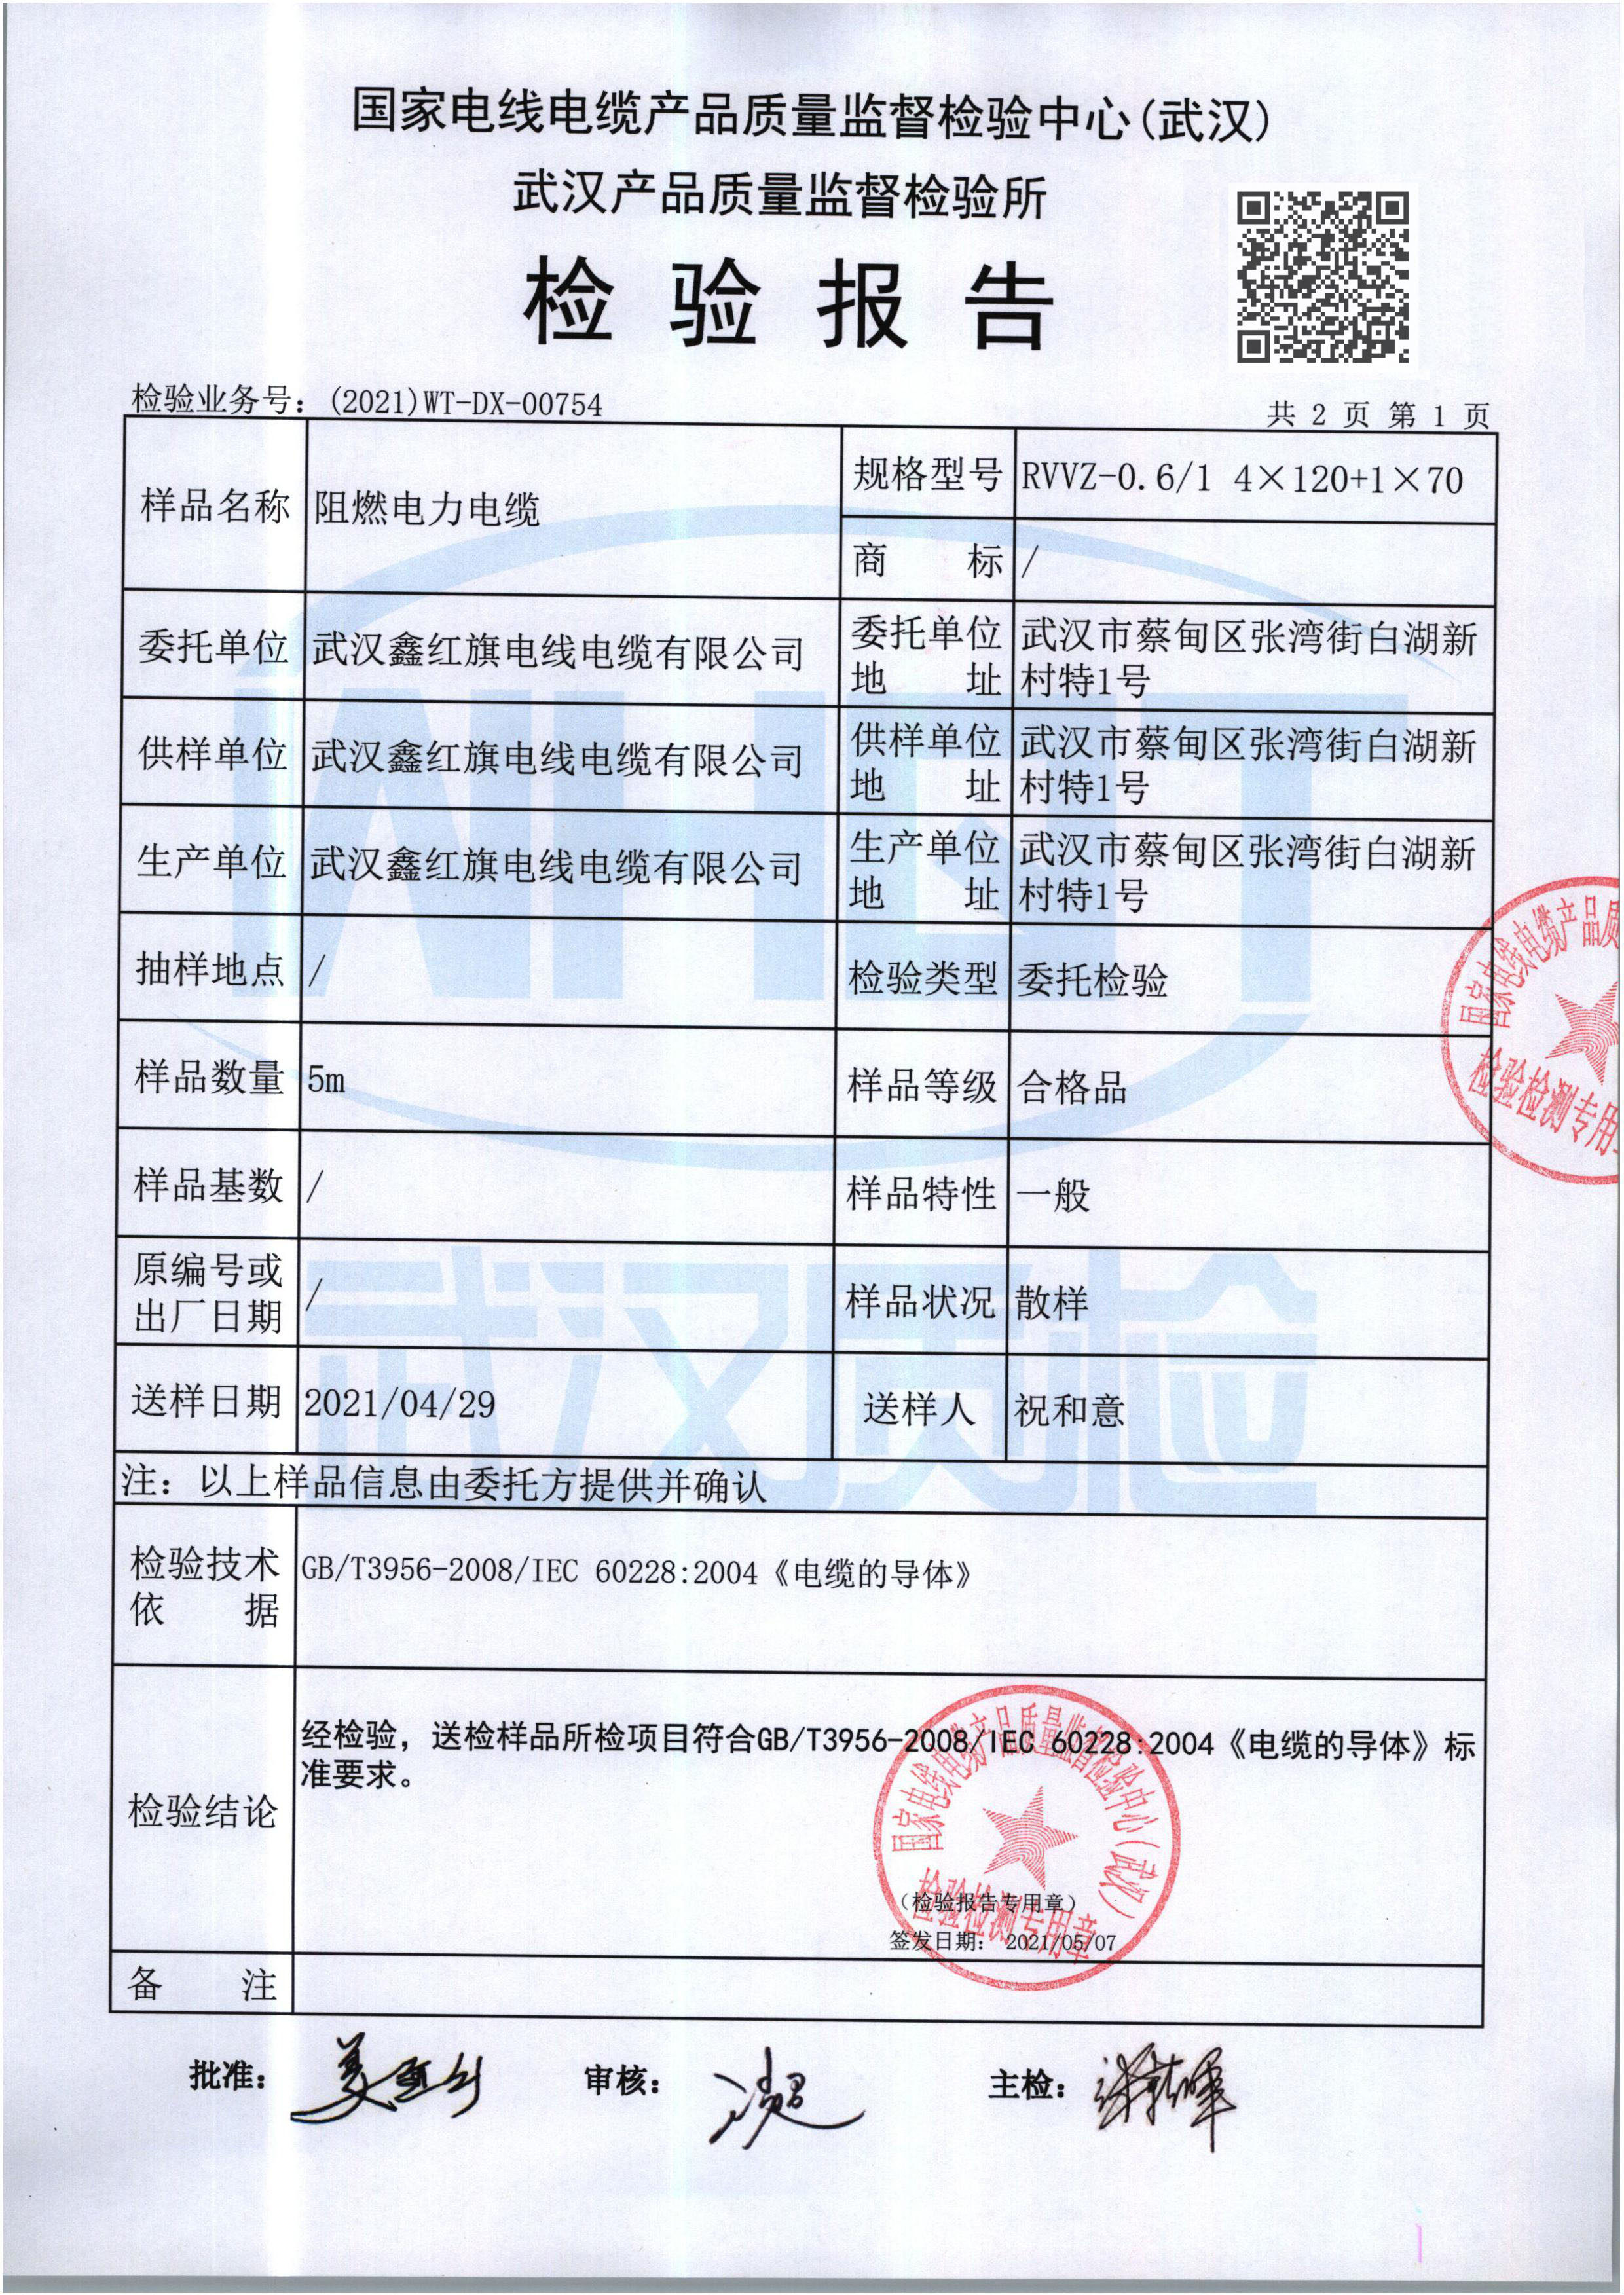 国家电线电缆产品质量监督检验中心(武汉)
武汉产品质量监督检验所
检验报告
检验业务号：(2021)WT-DX-00754
共 2 页 第 1 页
样品名称 阻燃电力电缆 规格型号 RVVZ-0.6/1 4×120+1×70
商 标 /
委托单位 武汉鑫红旗电线电缆有限公司 委托单位地 址 武汉市蔡甸区张湾街白湖新村特1号
供样单位 武汉鑫红旗电线电缆有限公司 供样单位地 址 武汉市蔡甸区张湾街白湖新村特1号
生产单位 武汉鑫红旗电线电缆有限公司 生产单位地 址 武汉市蔡甸区张湾街白湖新村特1号
抽样地点 / 检验类型 委托检验
样品数量 5m 样品等级 合格品
样品基数 / 样品特性 一般
原编号或出厂日期 / 样品状况 散样
送样日期 2021/04/29 送样人 祝和意
注：以上样品信息由委托方提供并确认
检验技术依 据 GB/T3956-2008/IEC 60228:2004《电缆的导体》
检验结论
经检验，送检样品所检项目符合GB/T3956-2008/IEC 60228:2004《电缆的导体》标
准要求。
国家电线电缆产品质量监督检验中心(武汉)
检验检测专用章
（检验报告专用章）
签发日期： 2021/05/07
备 注
批准： 审核： 主检：
国家电线电缆产品质
检验检测专用
武汉质检